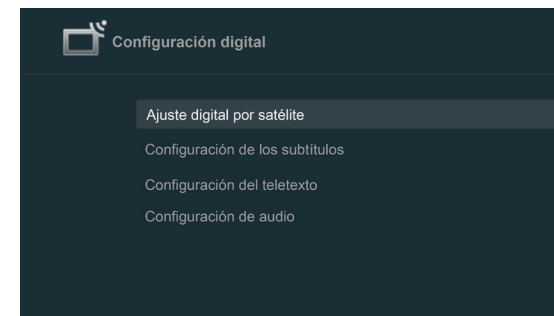 Configuración digital
Ajuste digital por satélite
Configuración de los subtítulos
Configuración del teletexto
Configuración de audio